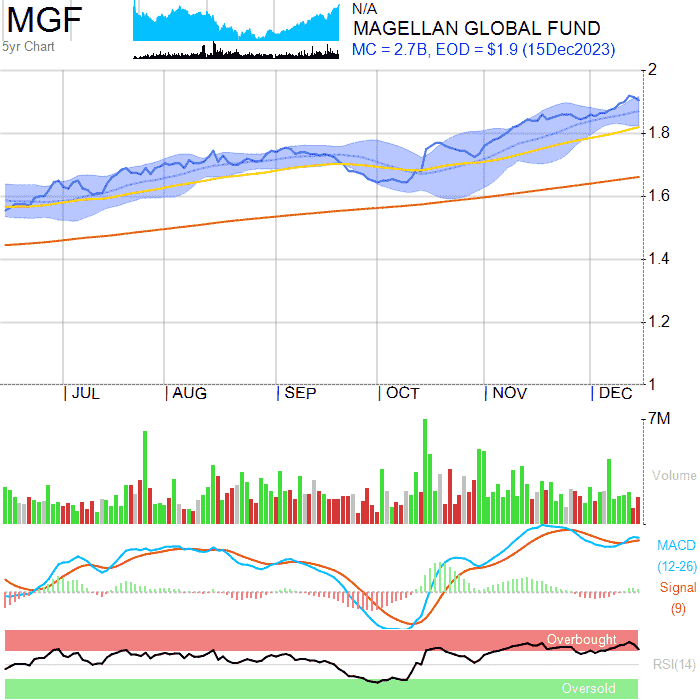 MGF
5yr Chart
N/A
MAGELLAN GLOBAL FUND
MC = 2.7B, EOD = $1.9 (15Dec2023)
2
1.8
1.6
1.4
1.2
1
JUL AUG SEP OCT NOV DEC
7M
Volume
MACD
(12-26)
Signal
(9)
Overbought
RSI(14)
Oversold